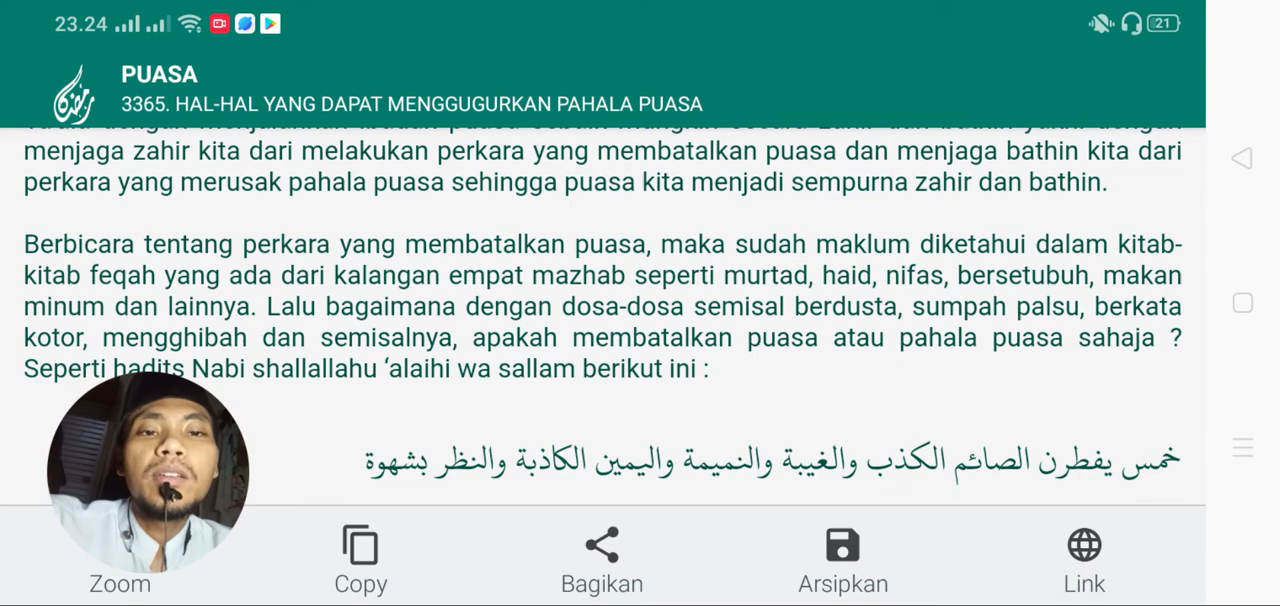 23.24
21
PUASA
3365. HAL-HAL YANG DAPAT MENGGUGURKAN PAHALA PUASA
menjaga zahir kita dari melakukan perkara yang membatalkan puasa dan menjaga bathin kita dari
perkara yang merusak pahala puasa sehingga puasa kita menjadi sempurna zahir dan bathin.
Berbicara tentang perkara yang membatalkan puasa, maka sudah maklum diketahui dalam kitab-
kitab feqah yang ada dari kalangan empat mazhab seperti murtad, haid, nifas, bersetubuh, makan
minum dan lainnya. Lalu bagaimana dengan dosa-dosa semisal berdusta, sumpah palsu, berkata
kotor, mengghibah dan semisalnya, apakah membatalkan puasa atau pahala puasa sahaja ?
Seperti hadits Nabi shallallahu ‘alaihi wa sallam berikut ini :
خمس يفطرن الصائم الكذب والغيبة والنميمة واليمين الكاذبة والنظر بشهوة
Zoom
Copy
Bagikan
Arsipkan
Link